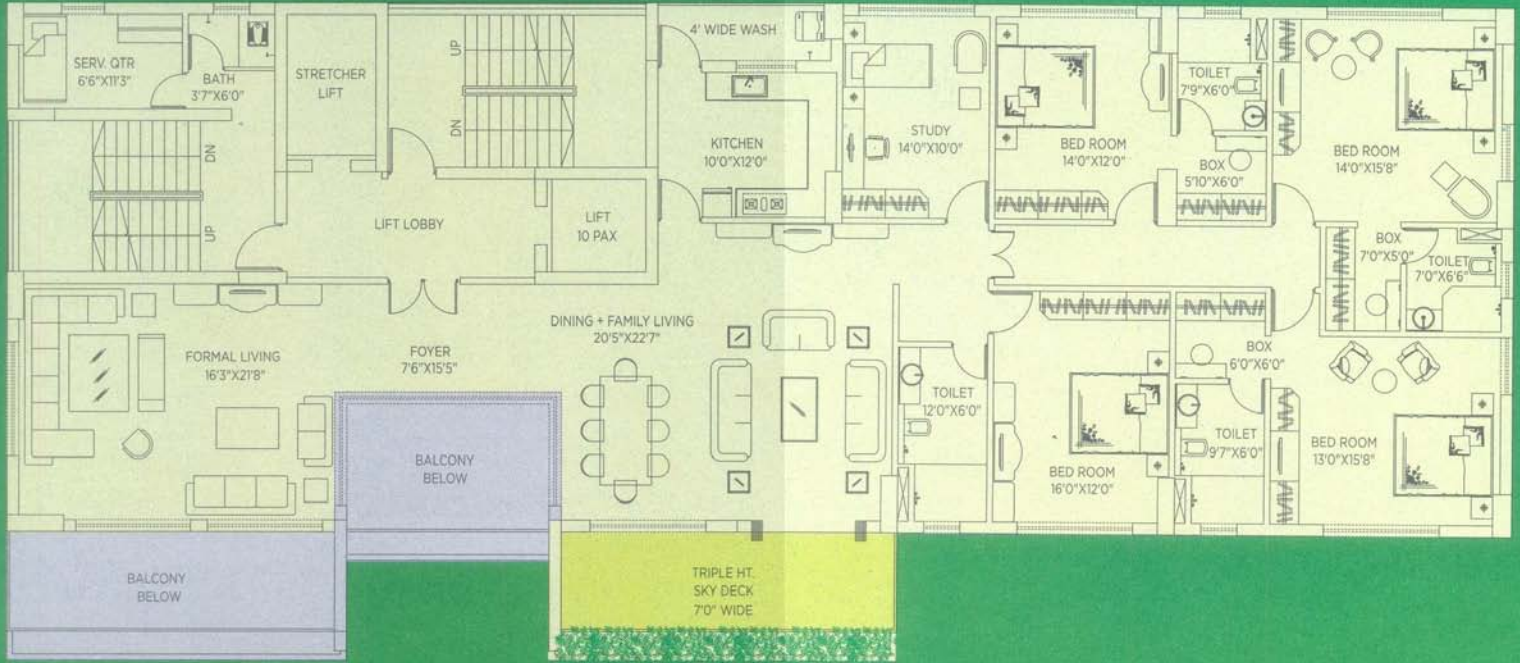 SERV. QTR
6'6"X11'3"
BATH
3'7"X6'0"
STRETCHER
LIFT
UP
DN
4' WIDE WASH
KITCHEN
10'0"X12'0"
STUDY
14'0"X10'0"
BED ROOM
14'0"X12'0"
TOILET
7'9"X6'0"
BOX
5'10"X6'0"
BED ROOM
14'0"X15'8"
DN
UP
LIFT LOBBY
LIFT
10 PAX
BOX
7'0"X5'0"
TOILET
7'0"X6'6"
FORMAL LIVING
16'3"X21'8"
FOYER
7'6"X15'5"
DINING + FAMILY LIVING
20'5"X22'7"
TOILET
12'0"X6'0"
BED ROOM
16'0"X12'0"
BOX
6'0"X6'0"
TOILET
9'7"X6'0"
BED ROOM
13'0"X15'8"
BALCONY
BELOW
BALCONY
BELOW
TRIPLE HT.
SKY DECK
7'0" WIDE